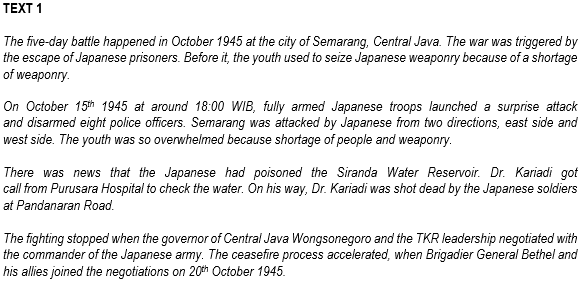 TEXT 1
The five-day battle happened in October 1945 at the city of Semarang, Central Java. The war was triggered by
the escape of Japanese prisoners. Before it, the youth used to seize Japanese weaponry because of a shortage
of weaponry.
On October 15th 1945 at around 18:00 WIB, fully armed Japanese troops launched a surprise attack
and disarmed eight police officers. Semarang was attacked by Japanese from two directions, east side and
west side. The youth was so overwhelmed because shortage of people and weaponry.
There was news that the Japanese had poisoned the Siranda Water Reservoir. Dr. Kariadi got
call from Purusara Hospital to check the water. On his way, Dr. Kariadi was shot dead by the Japanese soldiers
at Pandanaran Road.
The fighting stopped when the governor of Central Java Wongsonegoro and the TKR leadership negotiated with
the commander of the Japanese army. The ceasefire process accelerated, when Brigadier General Bethel and
his allies joined the negotiations on 20th October 1945.